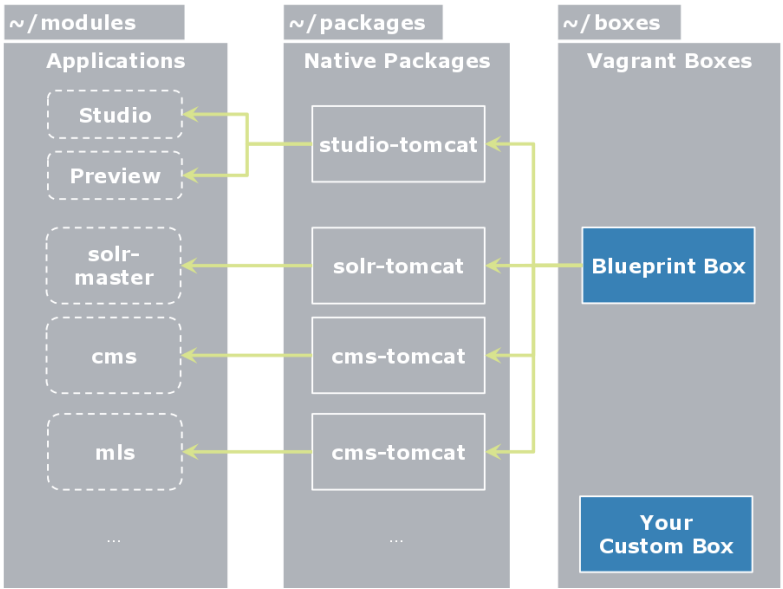 ~/modules
Applications
Studio
Preview
solr-
master
cms
mls
...
~/packages
Native Packages
studio-tomcat
solr-tomcat
cms-tomcat
cms-tomcat
...
~/boxes
Vagrant Boxes
Blueprint Box
Your
Custom Box